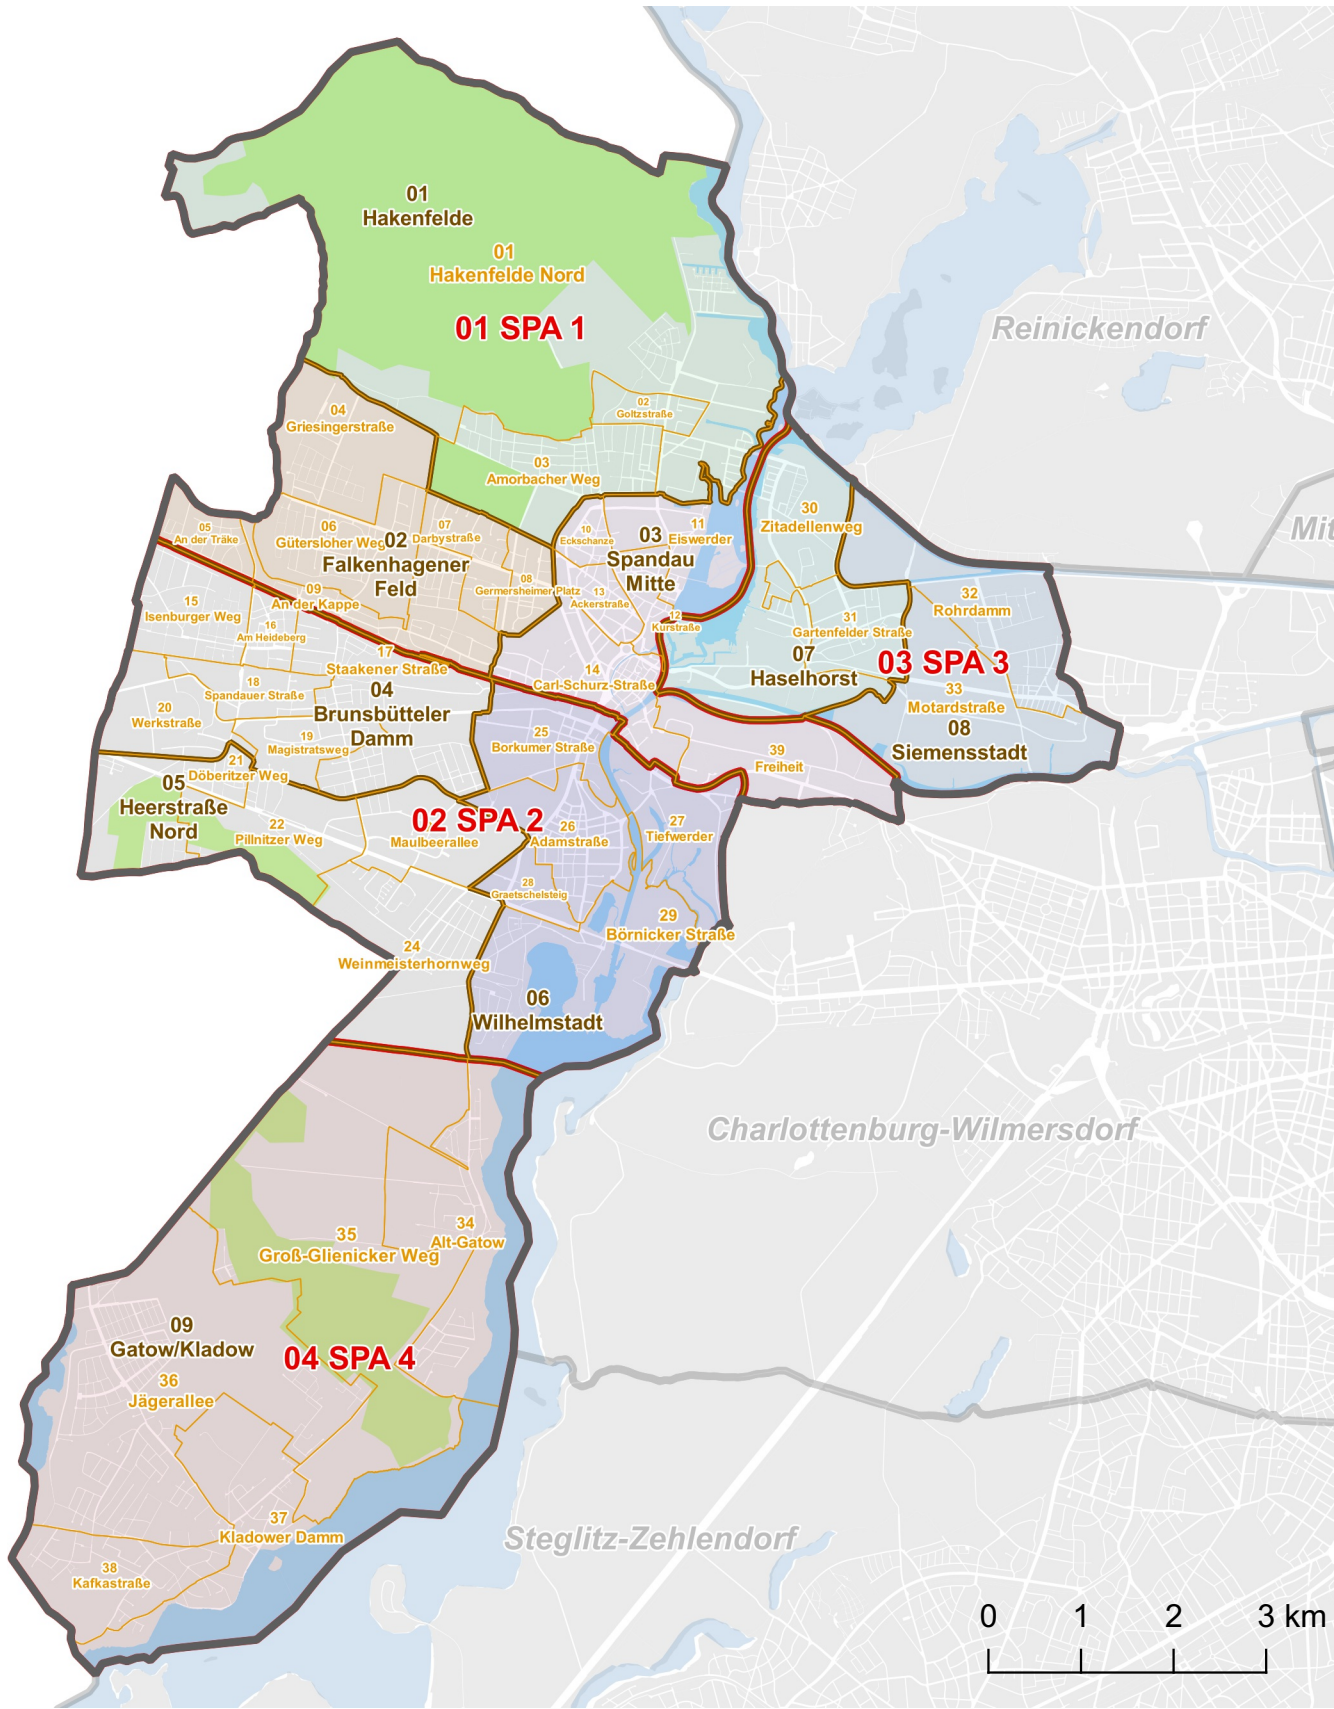 01
Hakenfelde
01
Hakenfelde Nord
01 SPA 1
Reinickendorf
02
Goltzstraße
04
Griesingerstraße
03
Amorbacher Weg
30
Zitadellenweg
05
An der Träke
06
Gütersloher Weg
02
Falkenhagener
Feld
07
Darbystraße
10
Eckschanze
03
Spandau
Mitte
11
Eiswerder
Mit
08
Germersheimer Platz
13
Ackerstraße
09
An der Kappe
15
Isenburger Weg
16
Am Heideberg
12
Kurstraße
31
Gartenfelder Straße
32
Rohrdamm
17
Staakener Straße
14
Carl-Schurz-Straße
07
Haselhorst
03 SPA 3
18
Spandauer Straße
04
Brunsbütteler
Damm
33
Motardstraße
08
Siemensstadt
20
Werkstraße
19
Magistratsweg
25
Borkumer Straße
39
Freiheit
21
Döberitzer Weg
05
Heerstraße
Nord
22
Pillnitzer Weg
02 SPA 2
Maulbeerallee
26
Adamstraße
27
Tiefwerder
28
Graetschelsteig
29
Börnicker Straße
24
Weinmeisterhornweg
06
Wilhelmstadt
Charlottenburg-Wilmersdorf
35
Groß-Glienicker Weg
34
Alt-Gatow
09
Gatow/Kladow
04 SPA 4
36
Jägerallee
37
Kladower Damm
38
Kafkastraße
Steglitz-Zehlendorf
0 1 2 3 km